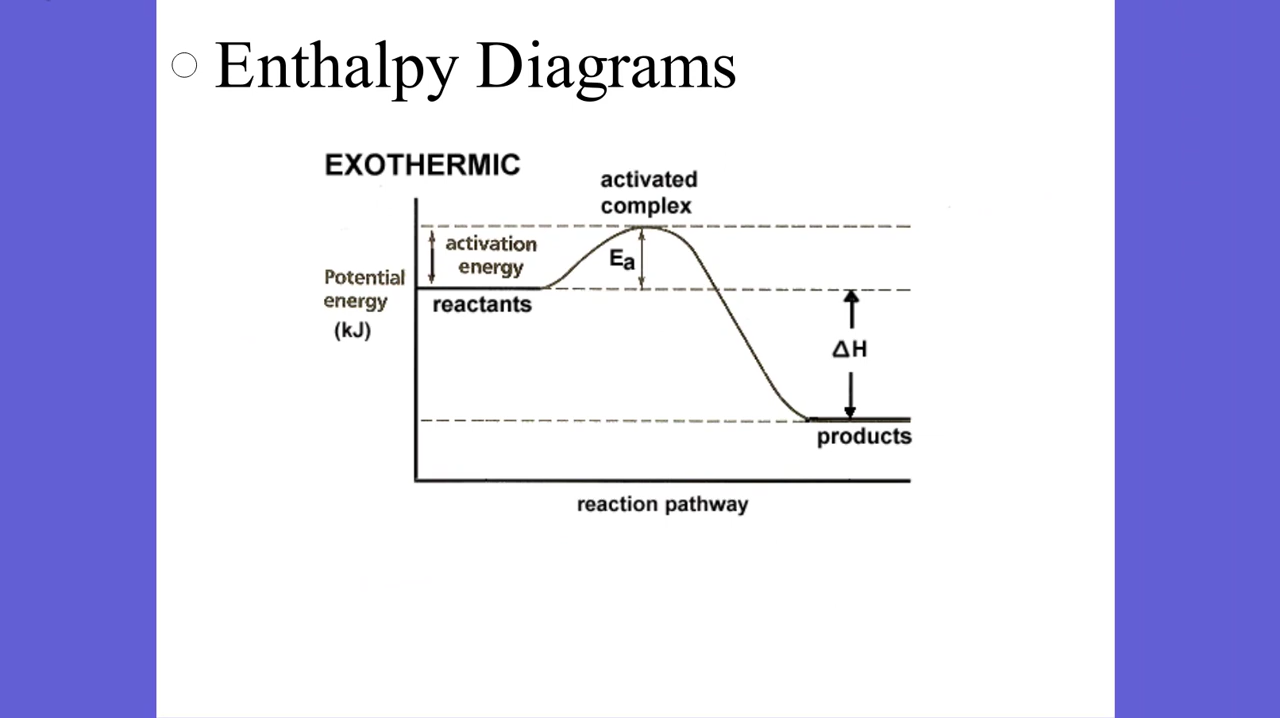 Enthalpy Diagrams
EXOTHERMIC
activated
complex
activation
energy
Ea
Potential
energy
(kJ)
reactants
ΔH
products
reaction pathway